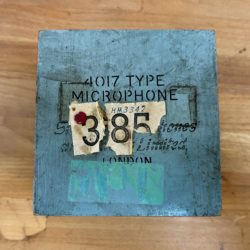 4017 TYPE
MICROPHONE
HM3347
385
Limited
LONDON